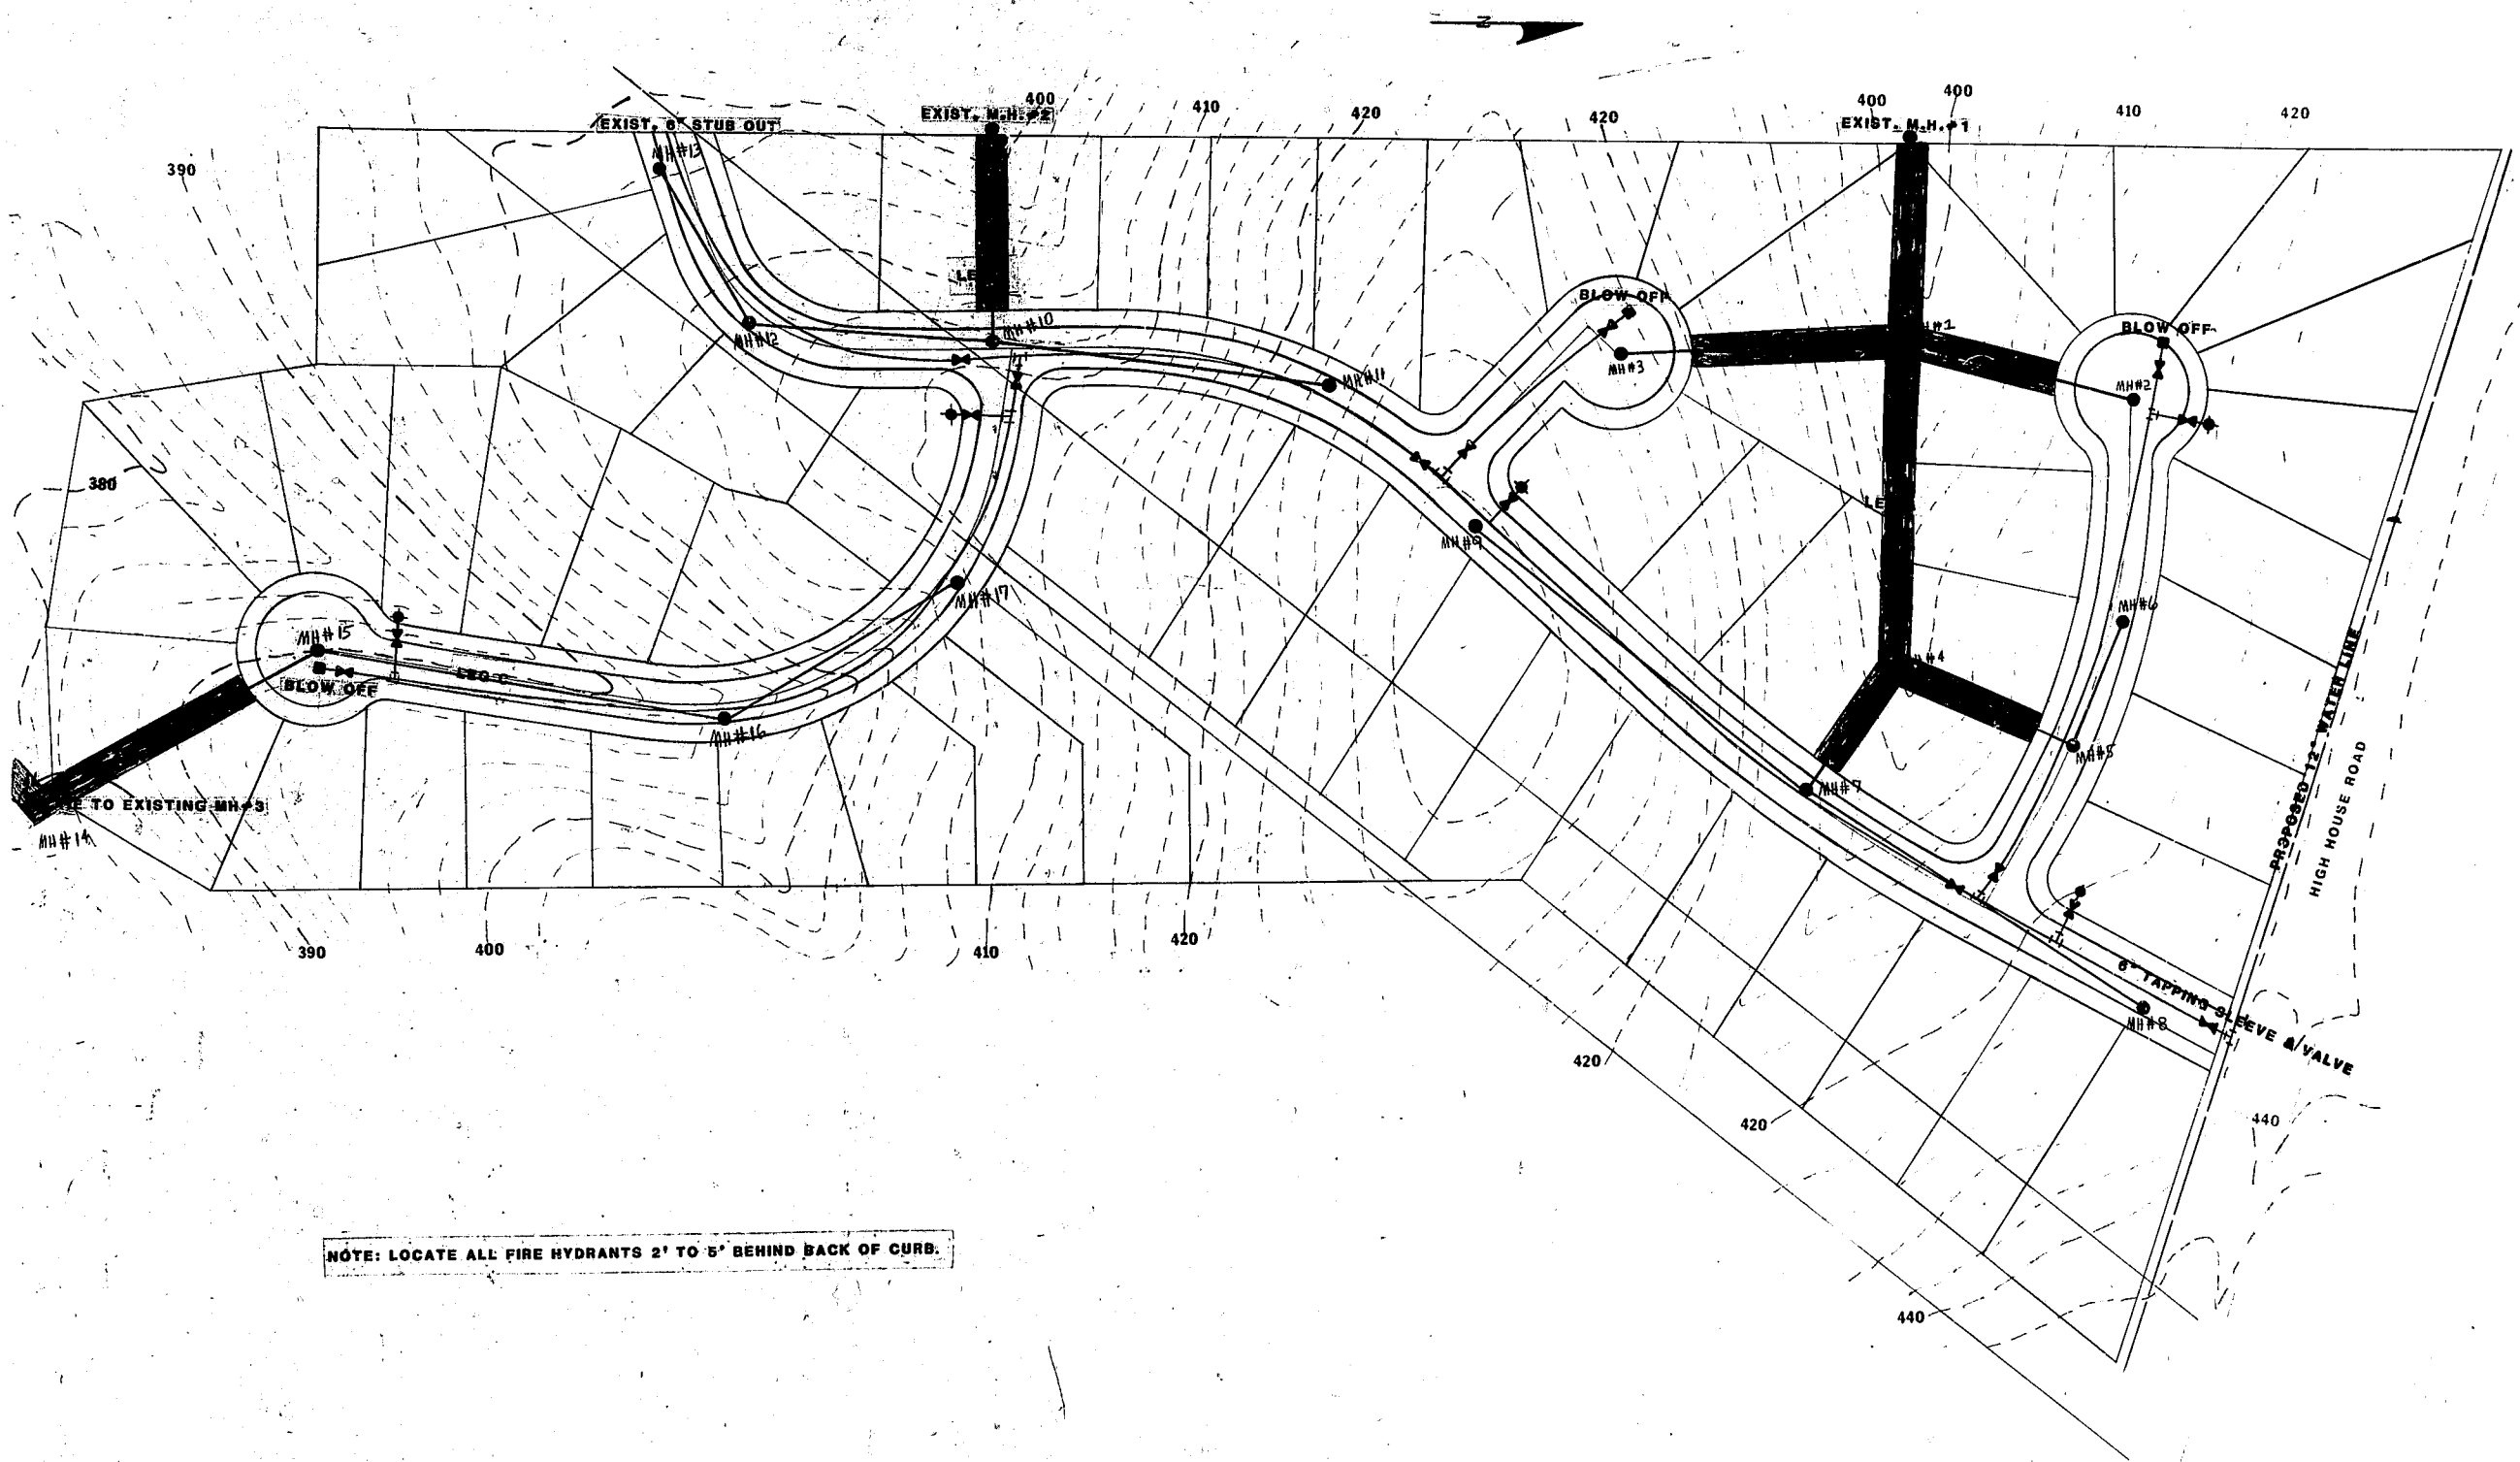 N
400
410
420
420
400
400
410
420
EXIST. 6" STUB OUT
EXIST. M.H.#2
EXIST. M.H.#1
MH#13
390
LE
BLOW OFF
MH#10
#1
BLOW OFF
MH#12
MH#3
MH#11
MH#2
380
LE
MH#9
MH#17
MH#6
MH#15
LEG C
#4
BLOW OFF
MH#16
MH#5
PROPOSED 12" WATER LINE
HIGH HOUSE ROAD
MH#7
E TO EXISTING MH#3
MH#14
390
400
410
420
6" TAPPING SLEEVE & VALVE
MH#8
420
420
440
NOTE: LOCATE ALL FIRE HYDRANTS 2' TO 5' BEHIND BACK OF CURB.
440